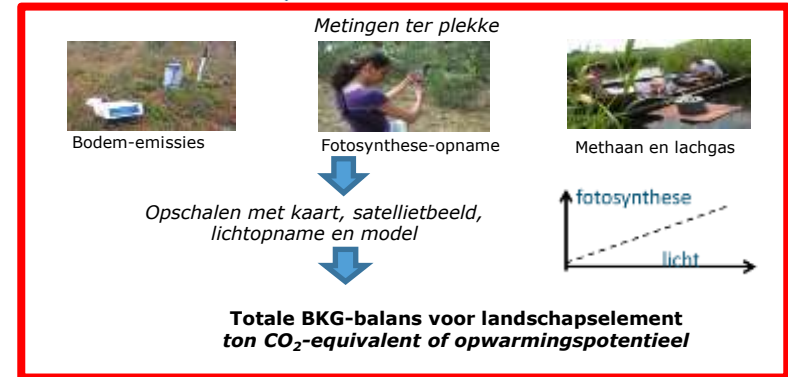 Metingen ter plekke
Bodem-emissies
Fotosynthese-opname
Methaan en lachgas
Opschalen met kaart, satellietbeeld,
lichtopname en model
fotosynthese
licht
Totale BKG-balans voor landschapselement
ton CO₂-equivalent of opwarmingspotentieel